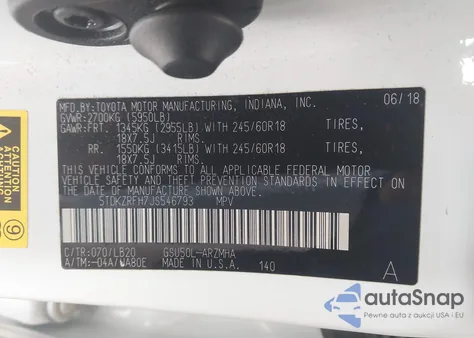 MFD.BY:TOYOTA MOTOR MANUFACTURING, INDIANA, INC. 06/18
GVWR:2700KG (5950LB)
GAWR:FRT. 1345KG (2955LB) WITH 245/60R18 TIRES,
18X7.5J RIMS.
RR. 1550KG (3415LB) WITH 245/60R18 TIRES,
18X7.5J RIMS.
THIS VEHICLE CONFORMS TO ALL APPLICABLE FEDERAL MOTOR
VEHICLE SAFETY AND THEFT PREVENTION STANDARDS IN EFFECT ON
THE DATE OF MANUFACTURE SHOWN ABOVE.
5TDKZRFH7JS546793 MPV
C/TR:070/LB20 GSU50L-ARZMHA
A/TM:-04A/UA80E MADE IN U.S.A. 140 A
CAUTION
9
autoSnap
Pewne auta z aukcji USA i EU